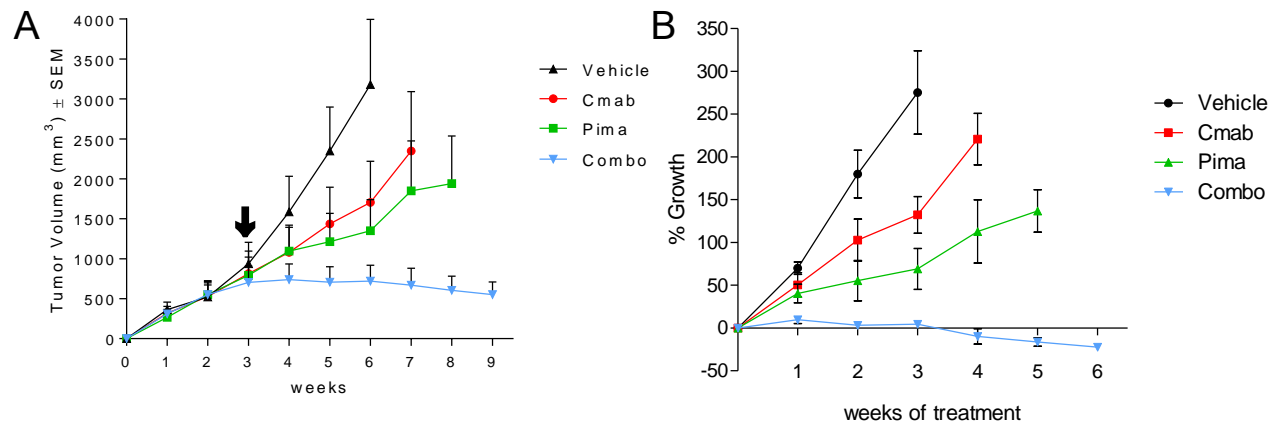 A
Tumor Volume (mm3) ± SEM
4000
3500
3000
2500
2000
1500
1000
500
0
0 1 2 3 4 5 6 7 8 9
weeks
Vehicle
Cmab
Pima
Combo
B
% Growth
350
300
250
200
150
100
50
0
-50
1 2 3 4 5 6
weeks of treatment
Vehicle
Cmab
Pima
Combo